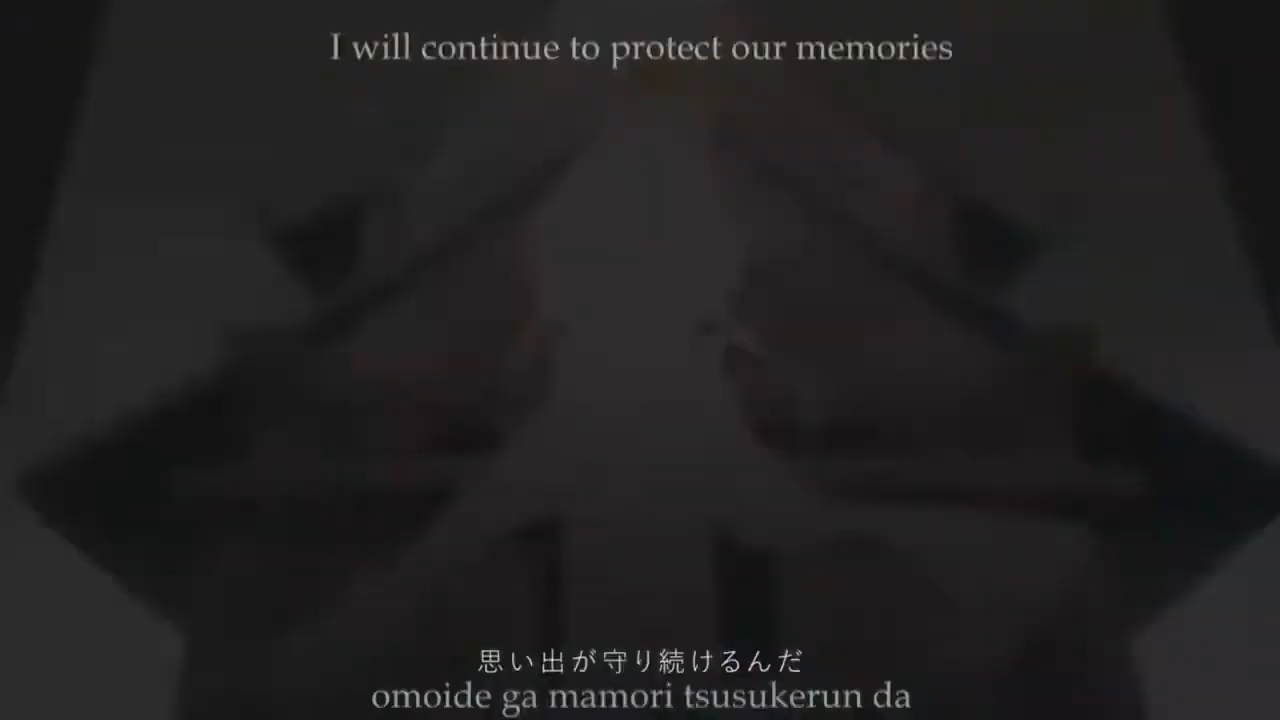 I will continue to protect our memories
思い出が守り続けるんだ
omoide ga mamori tsusukerun da